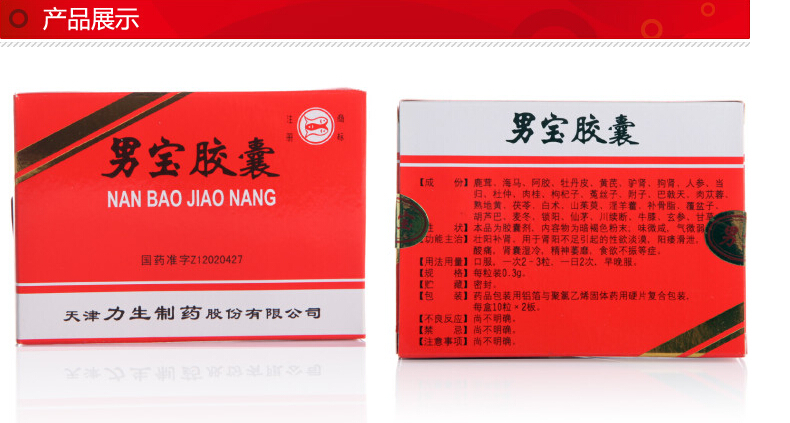 产品展示
男宝胶囊
NAN BAO JIAO NANG
国药准字Z12020427
天津力生制药股份有限公司
男宝胶囊
【成 份】鹿茸、海马、阿胶、牡丹皮、黄芪、驴肾、狗肾、人参、当
归、杜仲、肉桂、枸杞子、菟丝子、附子、巴戟天、肉苁蓉、
熟地黄、茯苓、白术、山茱萸、淫羊藿、补骨脂、覆盆子、
胡芦巴、麦冬、锁阳、仙茅、川续断、牛膝、玄参、甘草
性 状】本品为胶囊剂，内容物为暗褐色粉末，味微咸，气微弱
功能主治】壮阳补肾。用于肾阳不足引起的性欲淡漠，阳痿滑泄，
酸痛，肾囊湿冷，精神萎靡，食欲不振等症。
【用法用量】口服，一次2-3粒，一日2次，早晚服。
【规 格】每粒装0.3g。
【贮 藏】密封。
【包 装】药品包装用铝箔与聚氯乙烯固体药用硬片复合包装，
每盒10粒×2板。
【不良反应】尚不明确。
【禁 忌】尚不明确。
【注意事项】尚不明确。